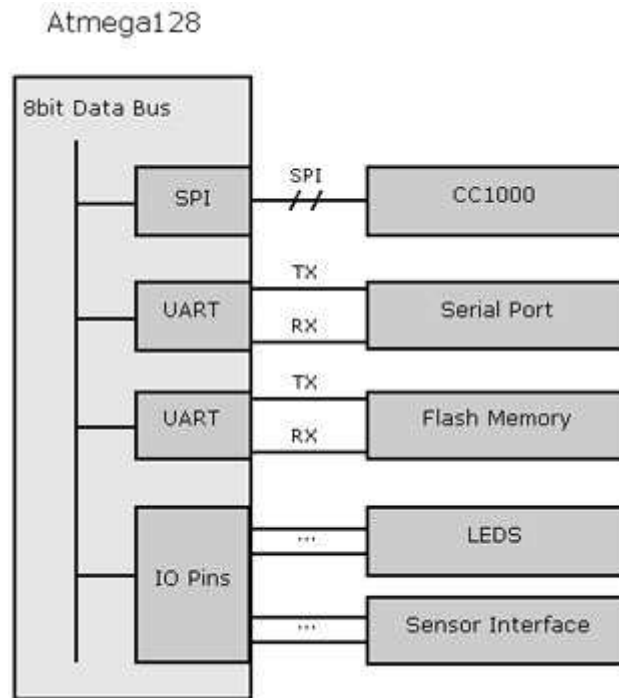 Atmega128
8bit Data Bus
SPI
SPI
CC1000
UART
TX
RX
Serial Port
UART
TX
RX
Flash Memory
IO Pins
...
LEDS
...
Sensor Interface